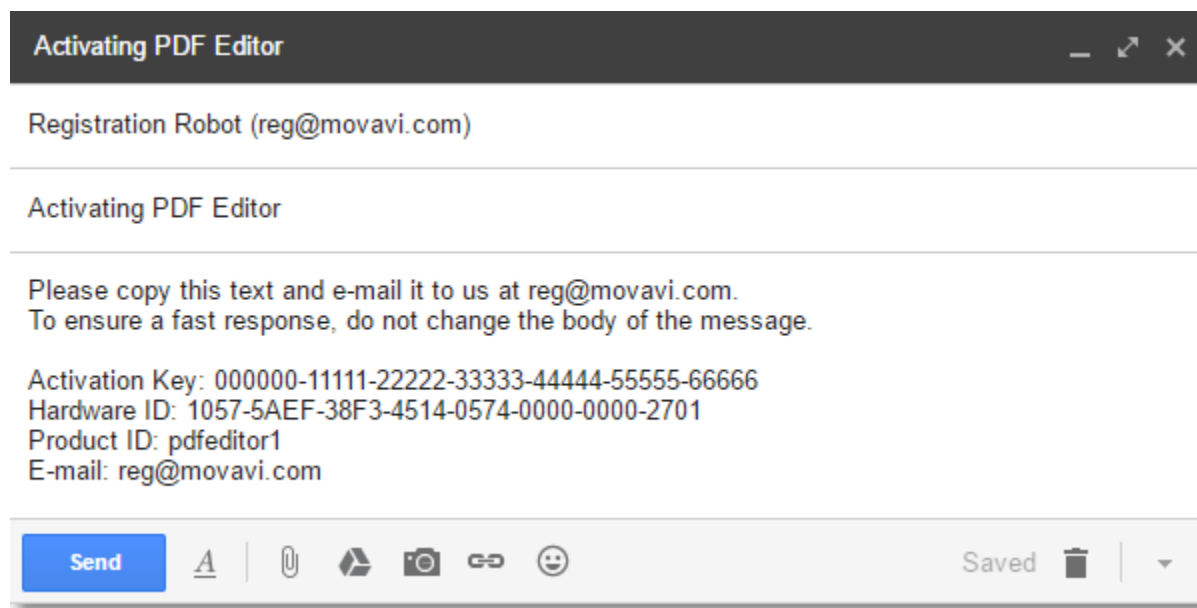 Activating PDF Editor
Registration Robot (reg@movavi.com)
Activating PDF Editor
Please copy this text and e-mail it to us at reg@movavi.com.
To ensure a fast response, do not change the body of the message.
Activation Key: 000000-11111-22222-33333-44444-55555-66666
Hardware ID: 1057-5AEF-38F3-4514-0574-0000-0000-2701
Product ID: pdfeditor1
E-mail: reg@movavi.com
Send A Saved